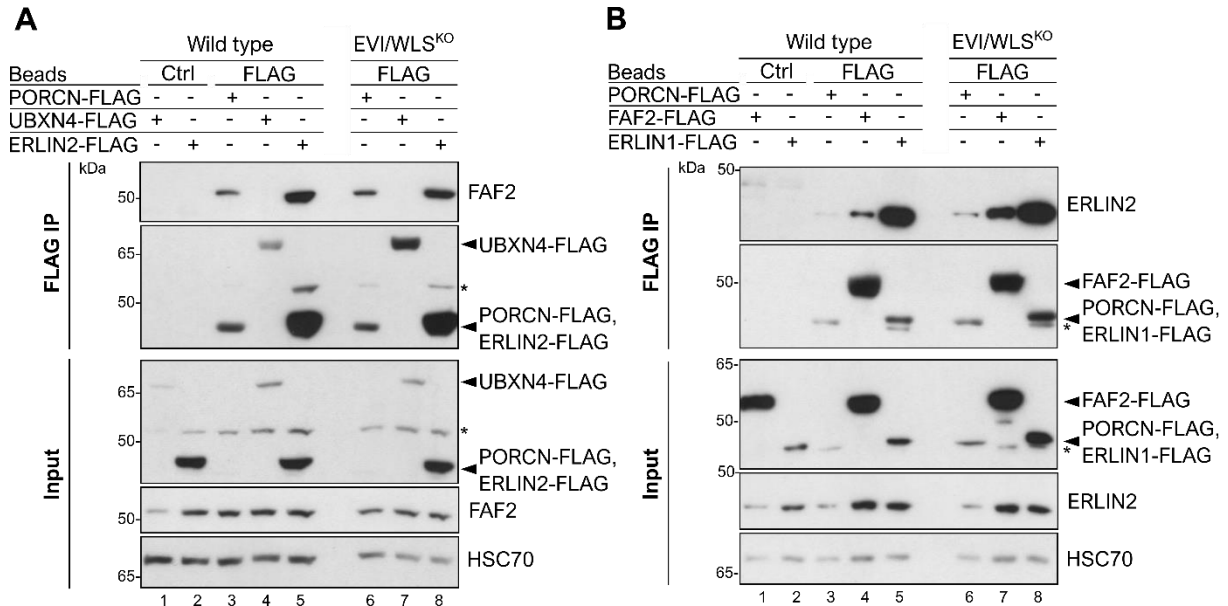 A
Wild type EVI/WLSKO
Beads Ctrl FLAG FLAG
PORCN-FLAG - - + - - + - -
UBXN4-FLAG + - - + - - + -
ERLIN2-FLAG - + - - + - - +
kDa
FLAG IP
50- FAF2
65- UBXN4-FLAG
*
50- PORCN-FLAG,
ERLIN2-FLAG
Input
65- UBXN4-FLAG
*
50- PORCN-FLAG,
ERLIN2-FLAG
50- FAF2
65- HSC70
1 2 3 4 5 6 7 8
B
Wild type EVI/WLSKO
Beads Ctrl FLAG FLAG
PORCN-FLAG - - + - - + - -
FAF2-FLAG + - - + - - + -
ERLIN1-FLAG - + - - + - - +
kDa
FLAG IP
50-
ERLIN2
50- FAF2-FLAG
PORCN-FLAG,
* ERLIN1-FLAG
Input
65-
FAF2-FLAG
50- PORCN-FLAG,
* ERLIN1-FLAG
50-
ERLIN2
65- HSC70
1 2 3 4 5 6 7 8